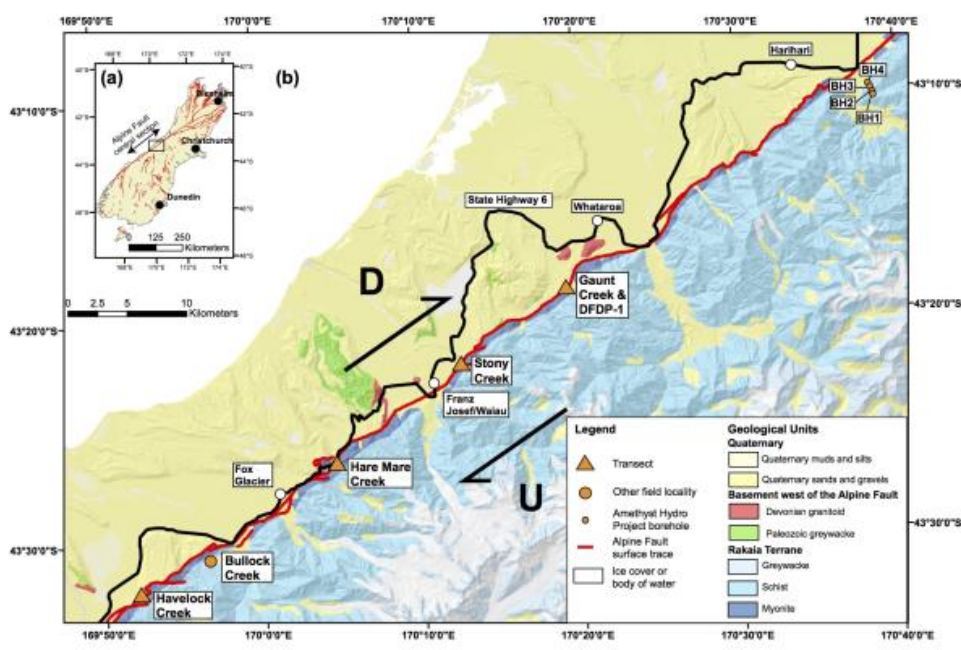 169°50'0"E
170°0'0"E
170°10'0"E
170°20'0"E
170°30'0"E
170°40'0"E
(a)
(b)
Alpine Fault
central section
Christchurch
Dunedin
0 125 250
Kilometers
0 2.5 5 10
Kilometers
43°10'0"S
43°20'0"S
43°30'0"S
Harihari
BH4
BH3
BH2
BH1
43°10'0"S
43°20'0"S
43°30'0"S
State Highway 6
Whataroa
D
Gaunt
Creek &
DFDP-1
Stony
Creek
Franz
Josef/Waiau
Hare Mare
Creek
Fox
Glacier
U
Bullock
Creek
Havelock
Creek
Legend
Transect
Other field locality
Amethyst Hydro
Project borehole
Alpine Fault
surface trace
Ice cover or
body of water
Geological Units
Quaternary
Quaternary muds and silts
Quaternary sands and gravels
Basement west of the Alpine Fault
Devonian granitoid
Paleozoic greywacke
Rakaia Terrane
Greywacke
Schist
Myonite
169°50'0"E
170°0'0"E
170°10'0"E
170°20'0"E
170°30'0"E
170°40'0"E